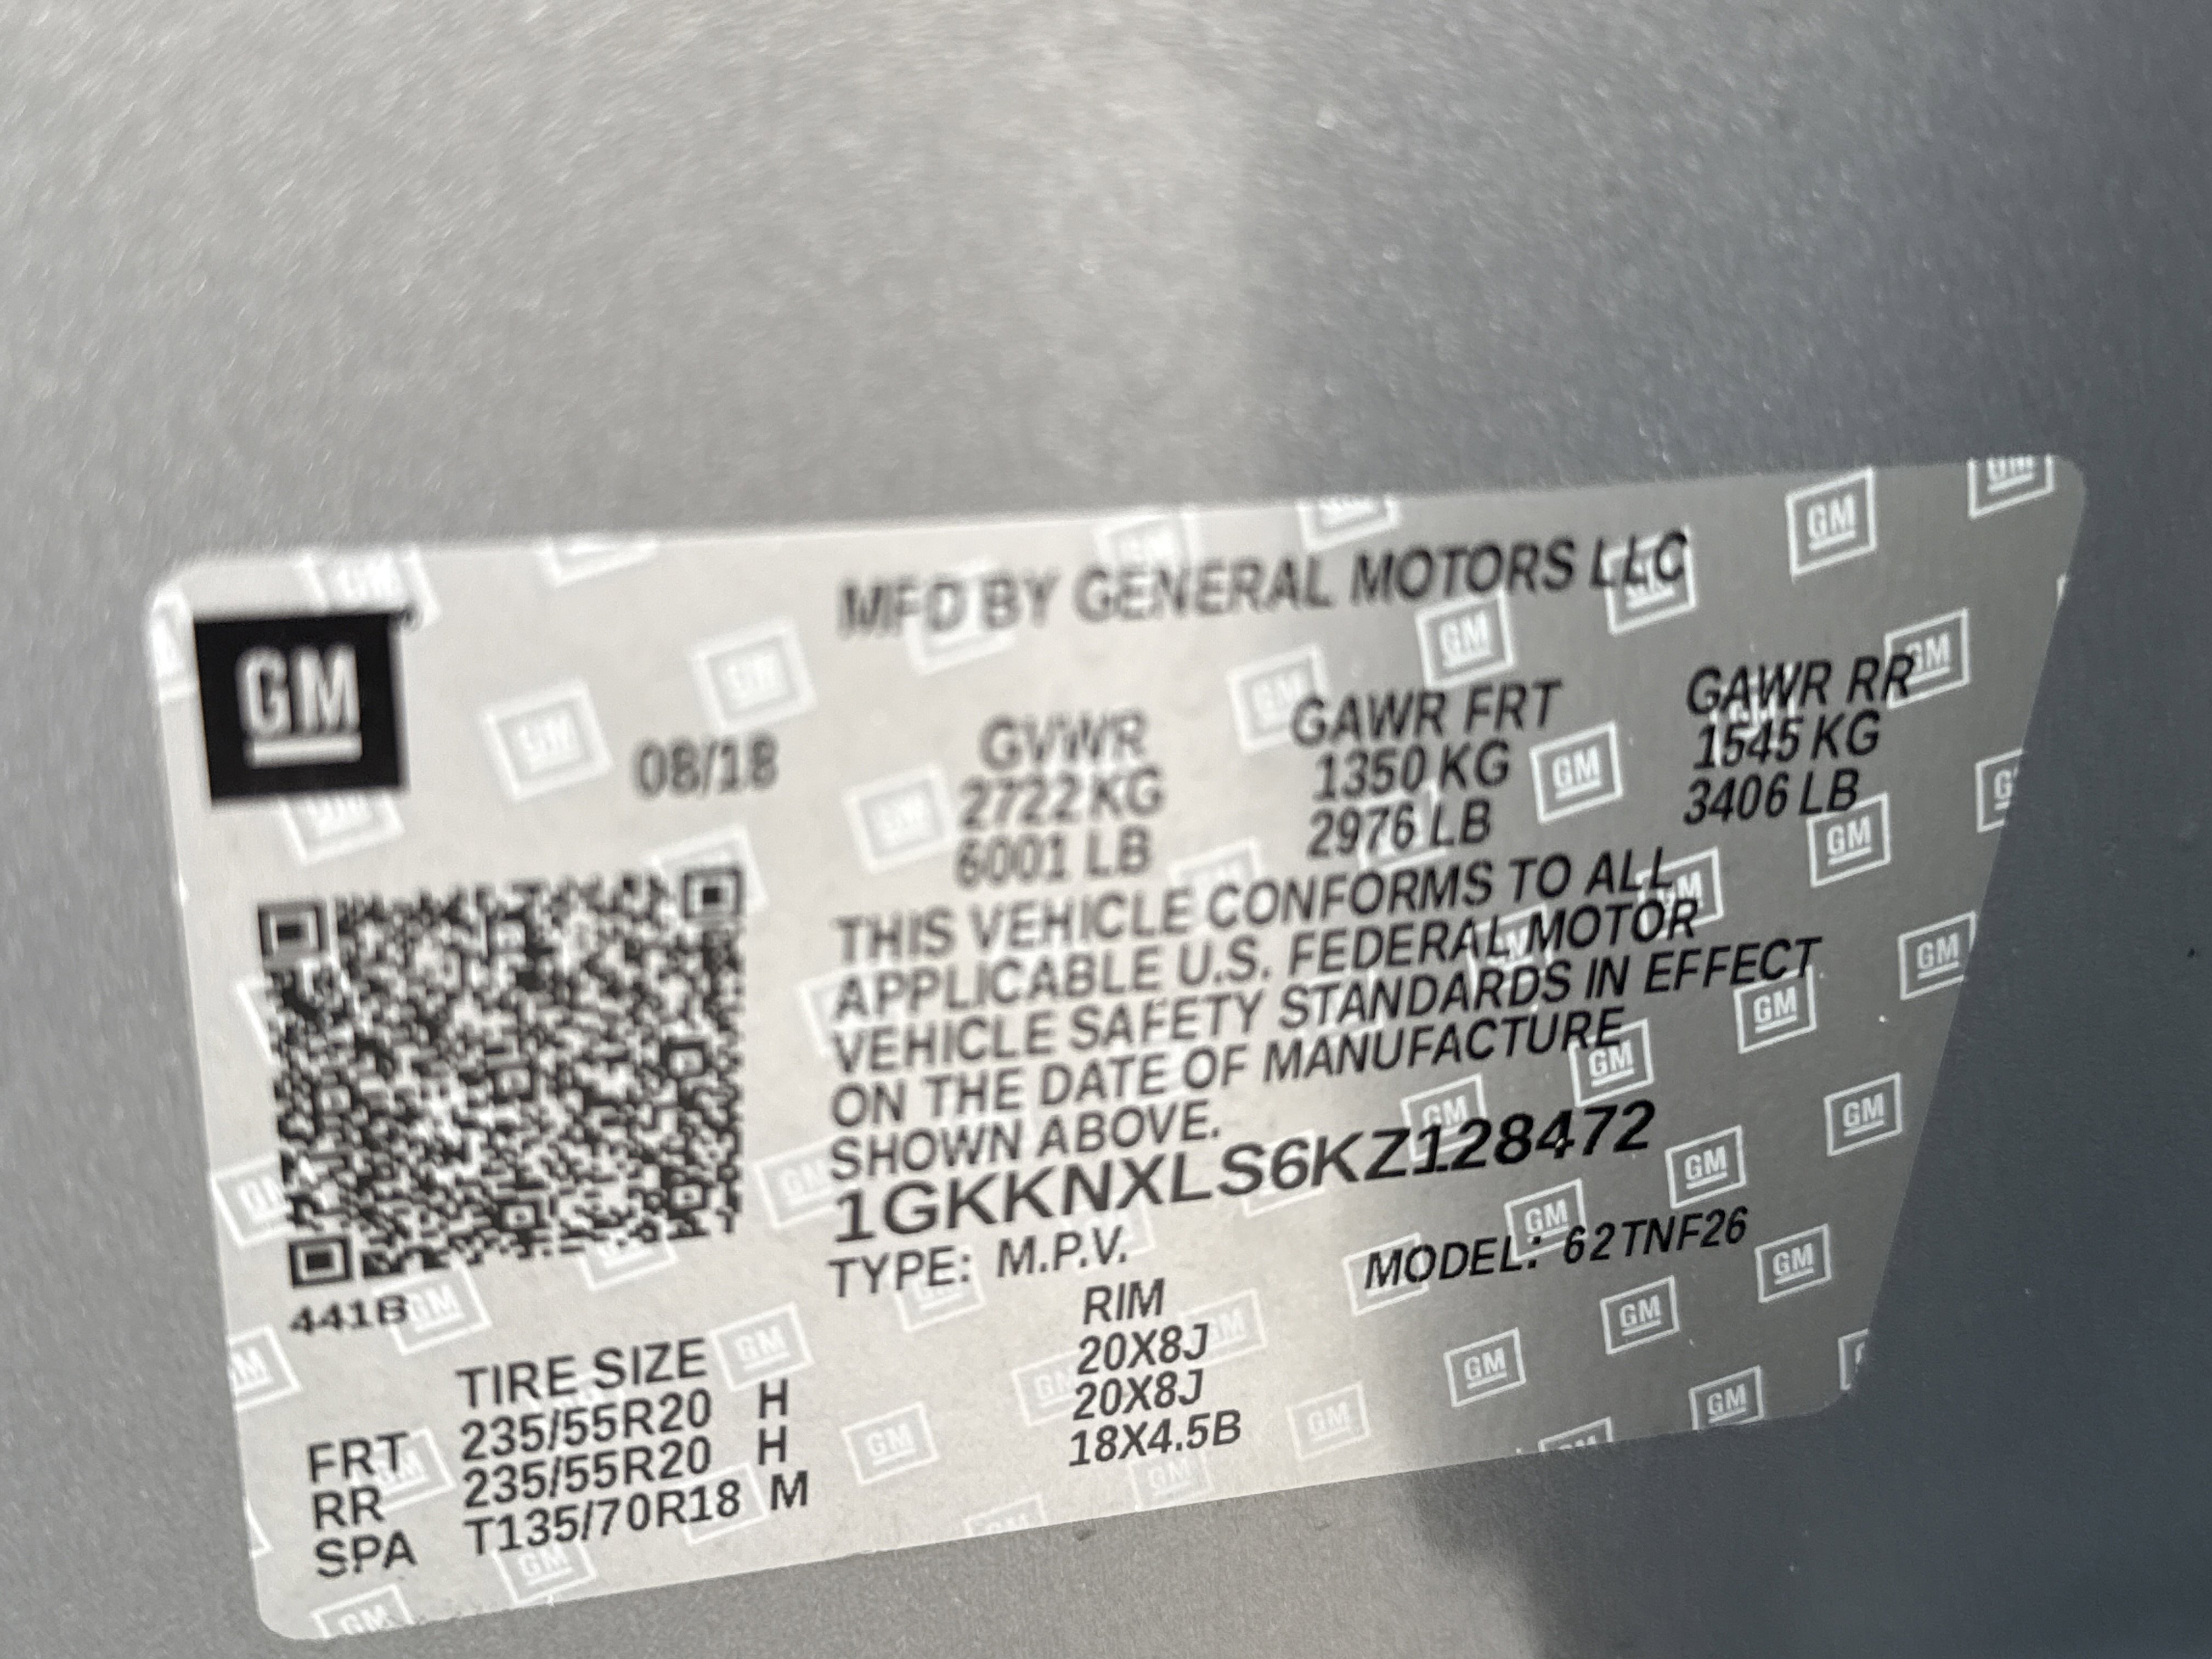 MFD BY GENERAL MOTORS LLC
GM
08/18
GVWR GAWR FRT GAWR RR
2722 KG 1350 KG 1545 KG
6001 LB 2976 LB 3406 LB
THIS VEHICLE CONFORMS TO ALL
APPLICABLE U.S. FEDERAL MOTOR
VEHICLE SAFETY STANDARDS IN EFFECT
ON THE DATE OF MANUFACTURE
SHOWN ABOVE.
1GKKNXLS6KZ128472
TYPE: M.P.V. MODEL: 62TNF26
441B
TIRE SIZE RIM
FRT 235/55R20 H 20X8J
RR 235/55R20 H 20X8J
SPA T135/70R18 M 18X4.5B